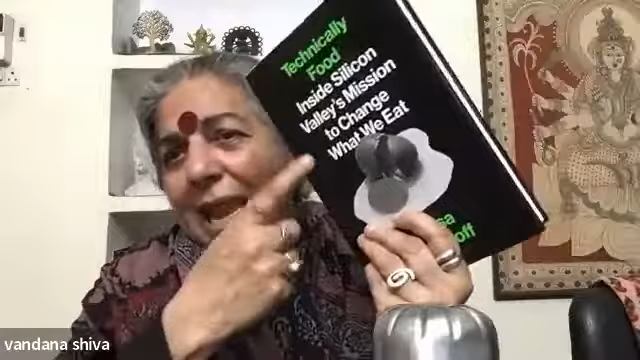 Technically
Food
Inside Silicon
Valley's Mission
to Change
What We Eat
vandana shiva